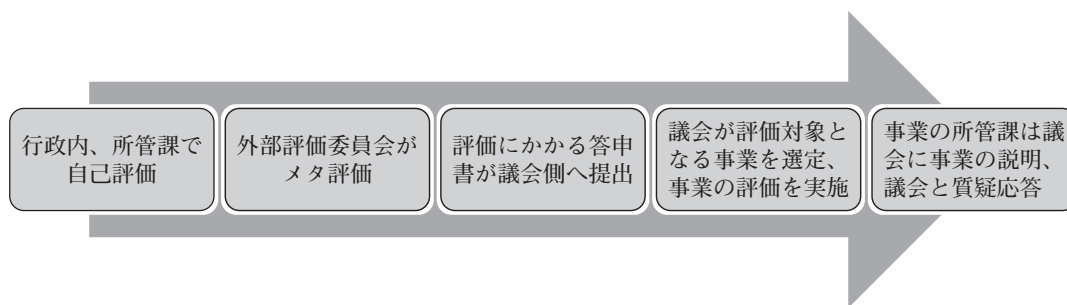 行政内、所管課で
自己評価
外部評価委員会が
メタ評価
評価にかかる答申
書が議会側へ提出
議会が評価対象と
なる事業を選定、
事業の評価を実施
事業の所管課は議
会に事業の説明、
議会と質疑応答